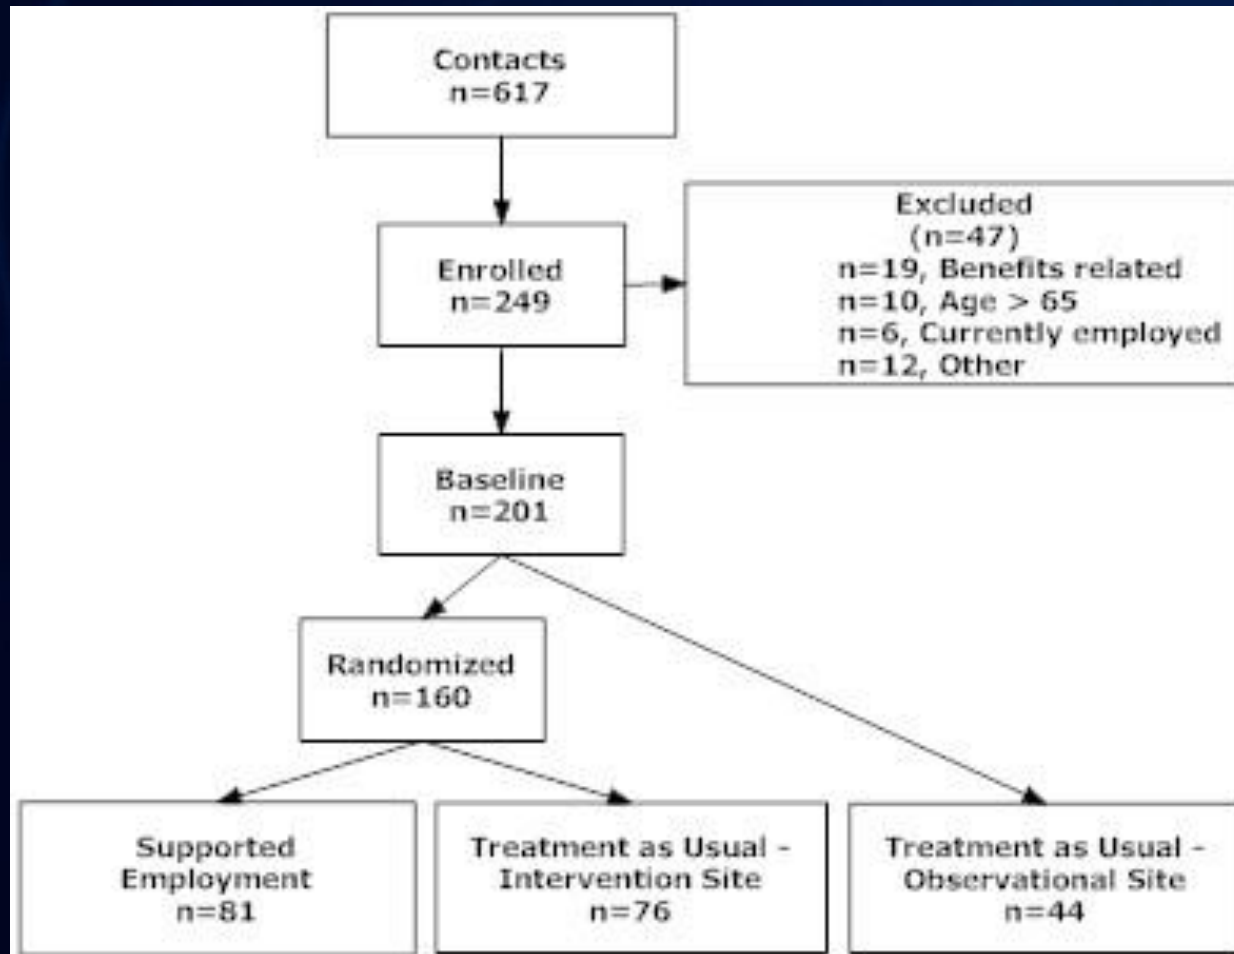 Contacts
n=617
Enrolled
n=249
Excluded
(n=47)
n=19, Benefits related
n=10, Age > 65
n=6, Currently employed
n=12, Other
Baseline
n=201
Randomized
n=160
Supported
Employment
n=81
Treatment as Usual -
Intervention Site
n=76
Treatment as Usual -
Observational Site
n=44